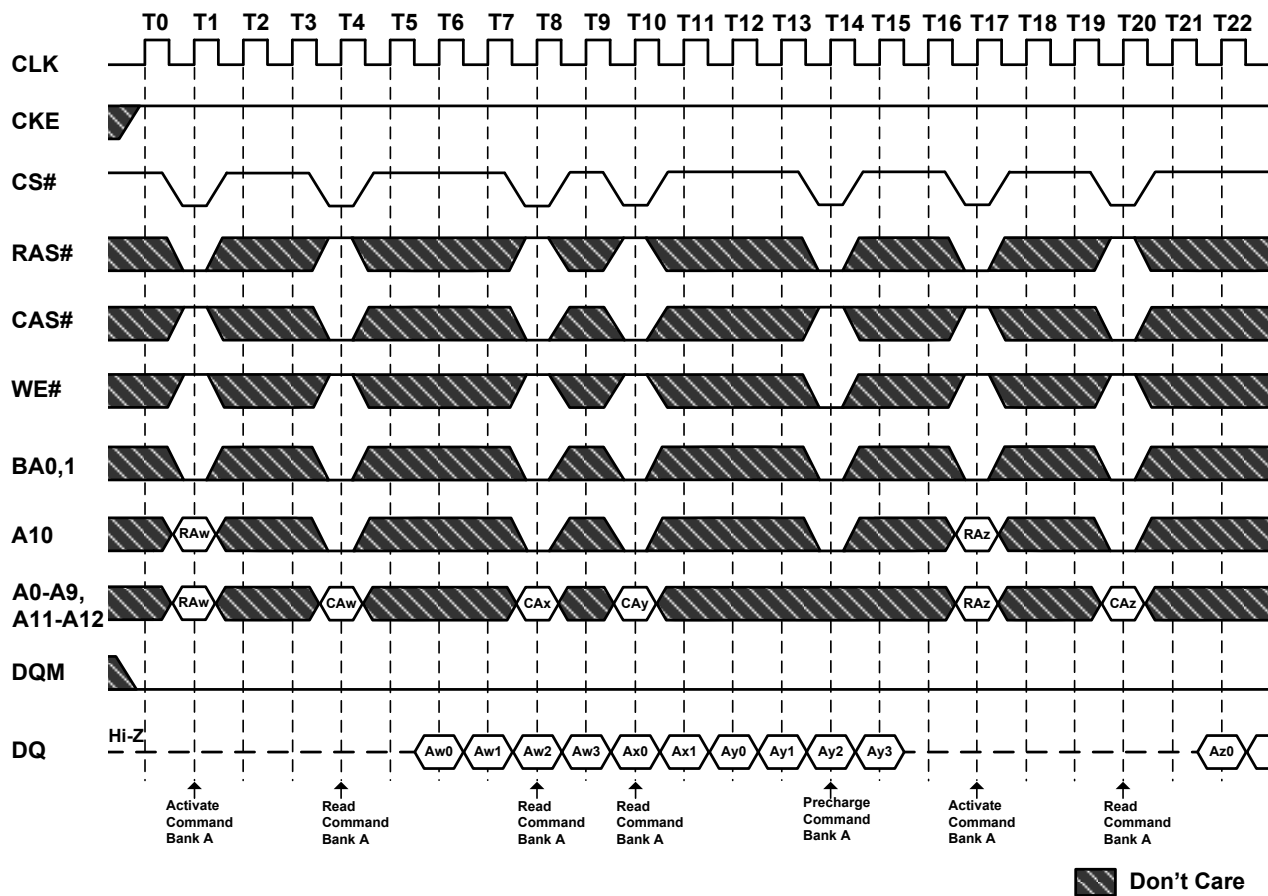 T0 T1 T2 T3 T4 T5 T6 T7 T8 T9 T10 T11 T12 T13 T14 T15 T16 T17 T18 T19 T20 T21 T22
CLK
CKE
CS#
RAS#
CAS#
WE#
BA0,1
A10
RAw RAz
A0-A9,
A11-A12
RAw CAw CAx CAy RAz CAz
DQM
DQ
Hi-Z
Aw0 Aw1 Aw2 Aw3 Ax0 Ax1 Ay0 Ay1 Ay2 Ay3 Az0
Activate
Command
Bank A
Read
Command
Bank A
Read
Command
Bank A
Read
Command
Bank A
Precharge
Command
Bank A
Activate
Command
Bank A
Read
Command
Bank A
Don't Care